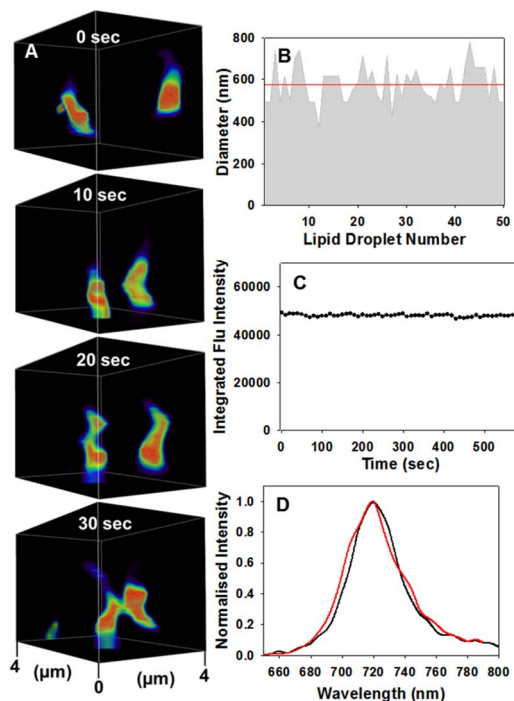 A
0 sec
10 sec
20 sec
30 sec
4 (µm) 0 (µm) 4
B
Diameter (nm)
800
600
400
200
0
10 20 30 40 50
Lipid Droplet Number
C
Integrated Flu Intensity
60000
40000
20000
0
0 100 200 300 400 500
Time (sec)
D
Normalised Intensity
1.0
0.8
0.6
0.4
0.2
0.0
660 680 700 720 740 760 780 800
Wavelength (nm)